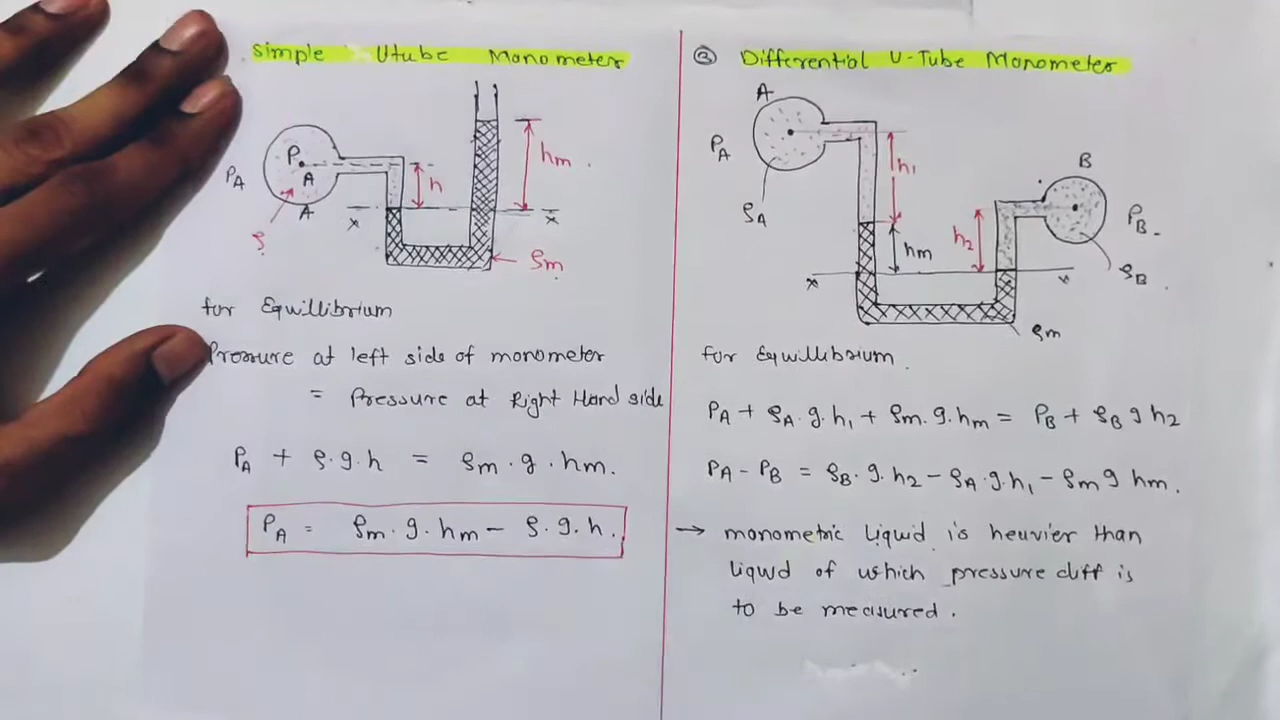 Simple Utube Monometer
PA
P
A
A
ρ
h
hm.
x
x
ρm
for Equillibrium
Pressure at left side of monometer
= Pressure at Right Hand side
PA + ρ.g.h = ρm.g.hm.
PA = ρm.g.hm - ρ.g.h.
② Differential U-Tube Monometer
A
PA
ρA
h1
hm
h2
B
PB.
ρB
x
x
ρm
for Equillibrium.
PA + ρA.g.h1 + ρm.g.hm = PB + ρB g h2
PA - PB = ρB.g.h2 - ρA.g.h1 - ρm g hm.
→ monometric liquid is heuvier than
liquid of which pressure diff is
to be measured.